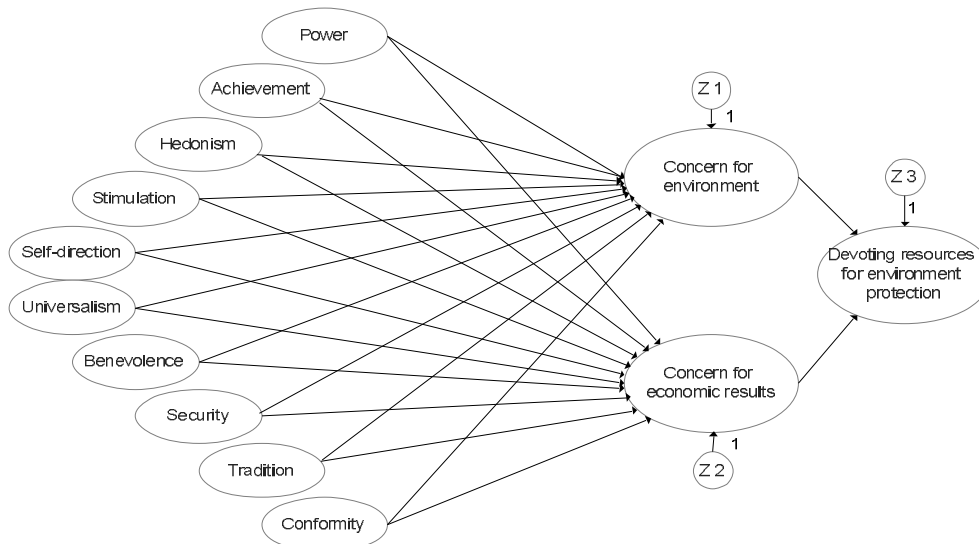 Power
Achievement
Hedonism
Stimulation
Self-direction
Universalism
Benevolence
Security
Tradition
Conformity
Z 1
1
Concern for
environment
Z 3
1
Devoting resources
for environment
protection
Concern for
economic results
1
Z 2